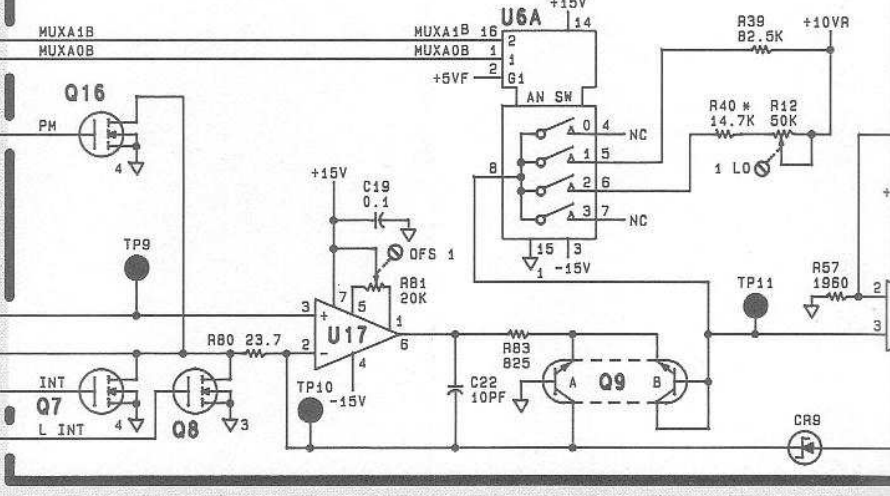 +15V
U6A
14
MUXA1B
MUXA1B 16
2
MUXA0B
MUXA0B 1
1
+5VF 2
G1
AN SW
R39
82.5K
+10VR
Q16
PM
4
0 4 NC
1 5
8
2 6
3 7 NC
R40 *
14.7K
R12
50K
1 LO
15
3
1
-15V
+15V
C19
0.1
OFS 1
TP9
R81
20K
TP11
R57
1960
2
3
3 +
7
5
1
U17
6
2 -
4
-15V
R80 23.7
R83
825
INT
Q7
4
L INT
Q8
3
TP10
C22
10PF
A
Q9
B
CR9